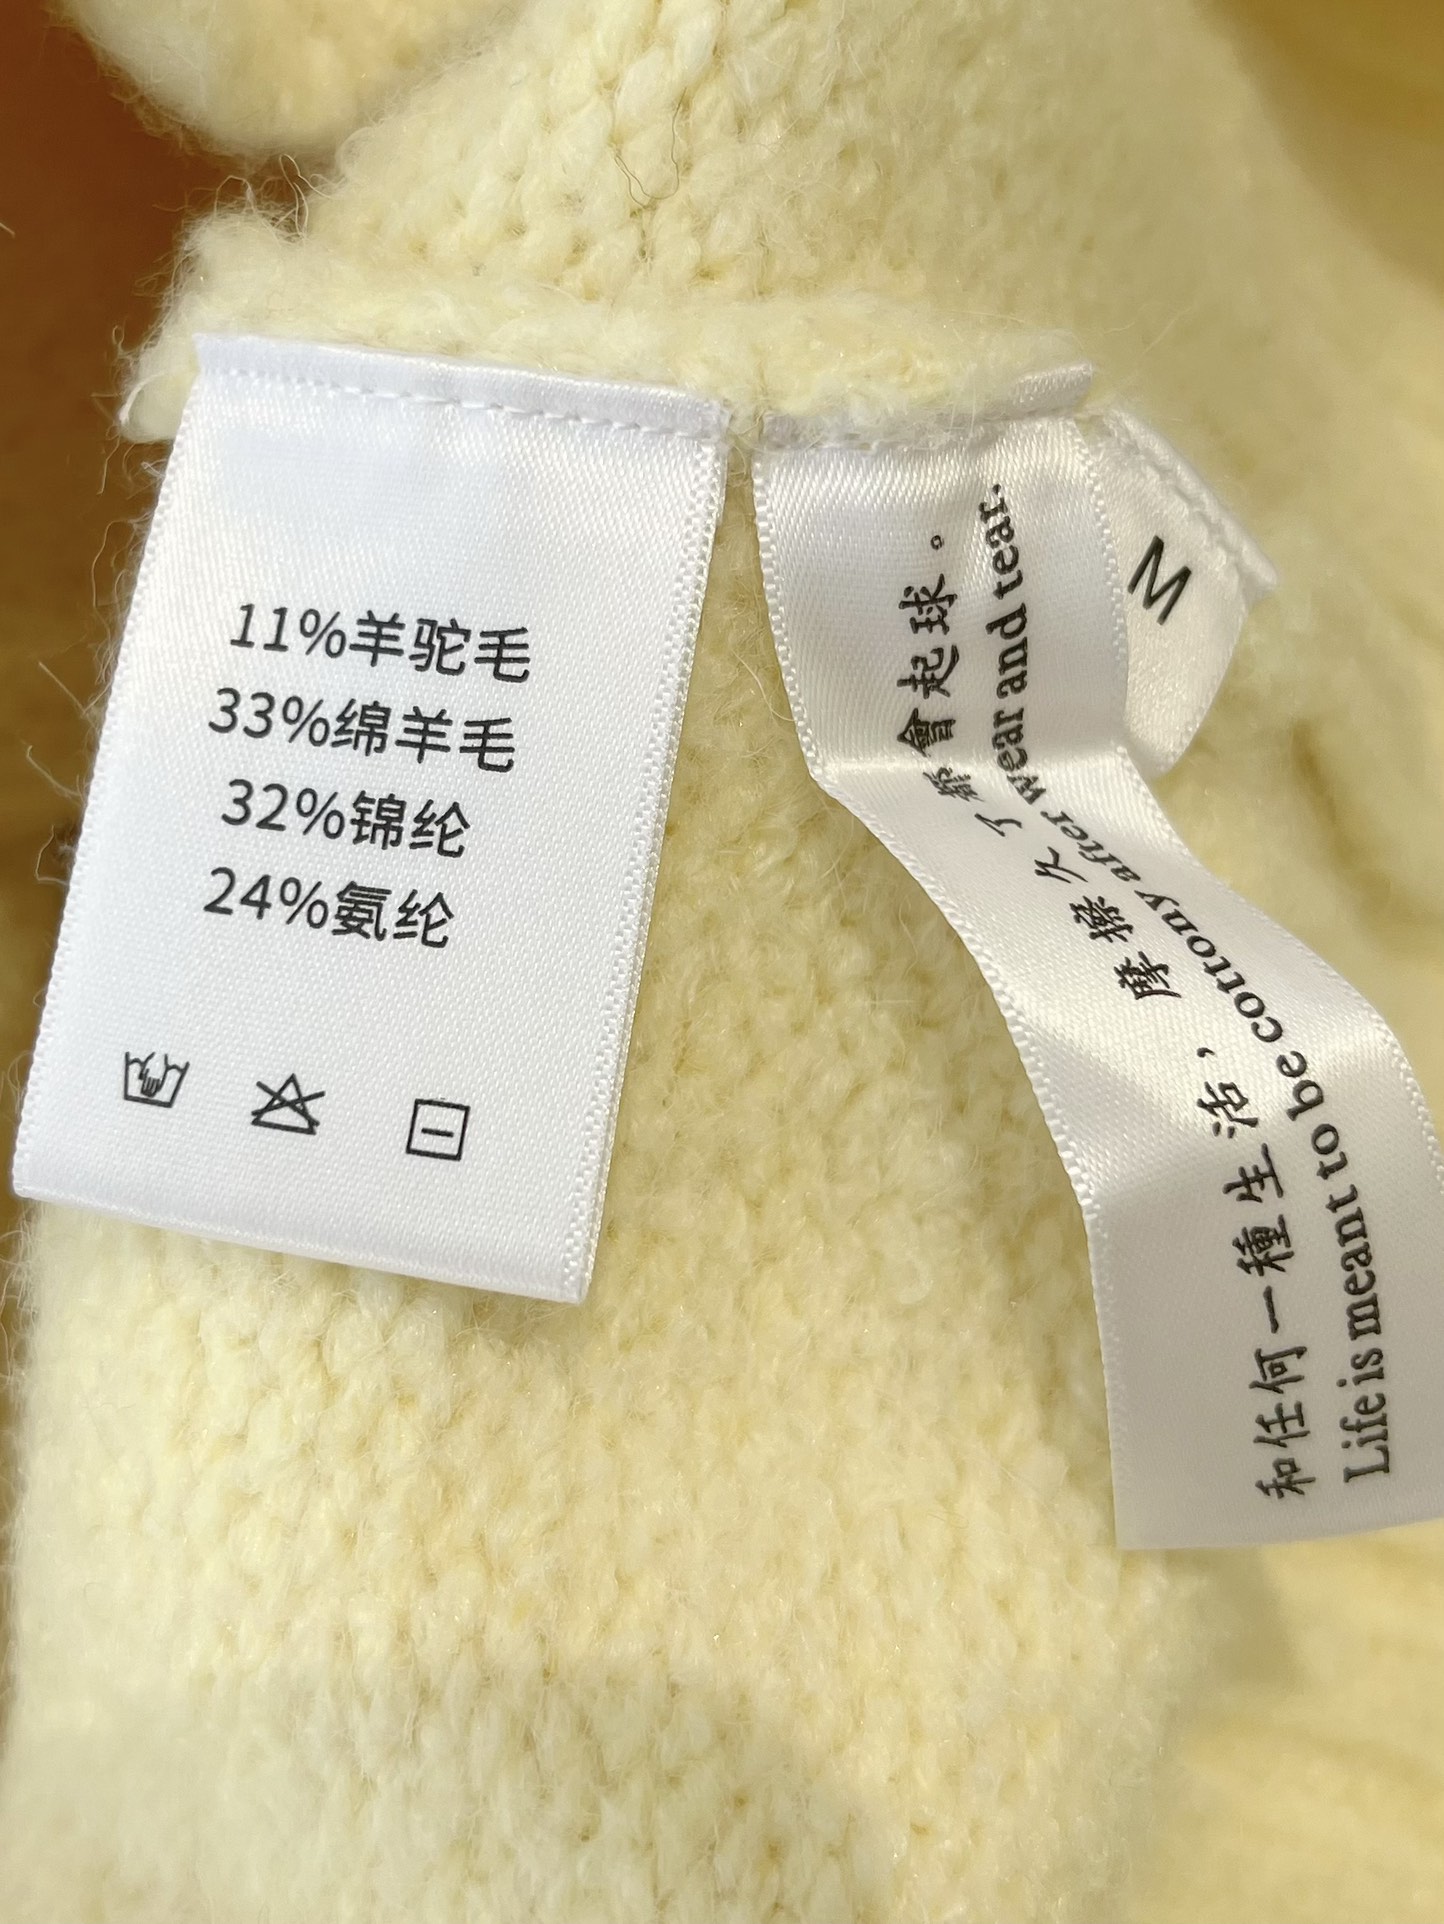 11%羊驼毛
33%绵羊毛
32%锦纶
24%氨纶
和任何一種生活，摩擦久了都會起球。
Life is meant to be cottony after wear and tear.
M